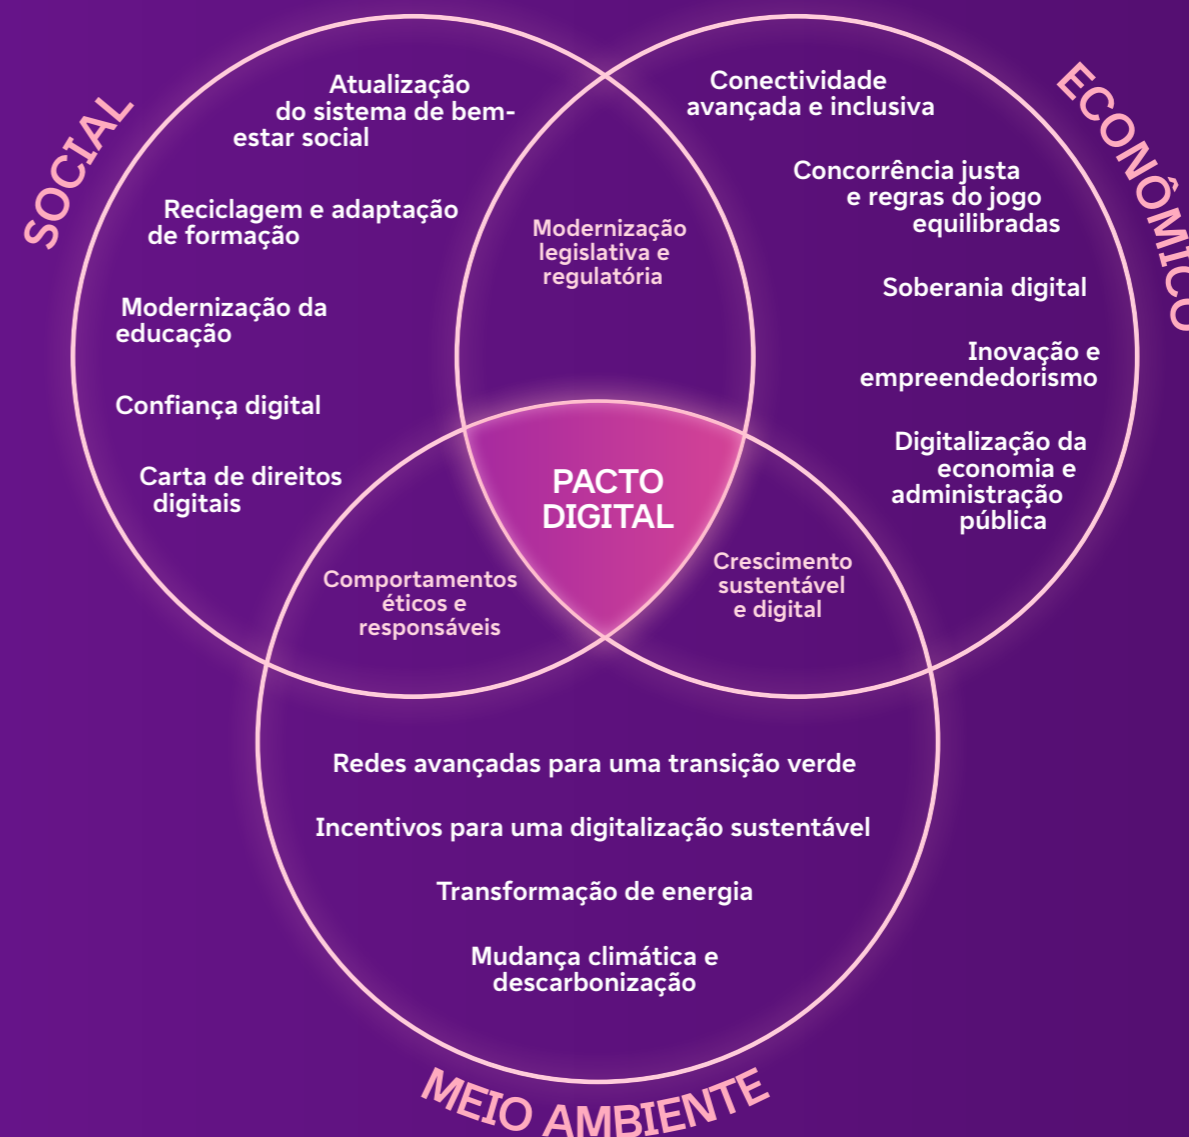 SOCIAL
Atualização
do sistema de bem-
estar social
Reciclagem e adaptação
de formação
Modernização da
educação
Confiança digital
Carta de direitos
digitais
Modernização
legislativa e
regulatória
ECONÔMICO
Conectividade
avançada e inclusiva
Concorrência justa
e regras do jogo
equilibradas
Soberania digital
Inovação e
empreendedorismo
Digitalização da
economia e
administração
pública
PACTO
DIGITAL
Comportamentos
éticos e
responsáveis
Crescimento
sustentável
e digital
Redes avançadas para uma transição verde
Incentivos para uma digitalização sustentável
Transformação de energia
Mudança climática e
descarbonização
MEIO AMBIENTE